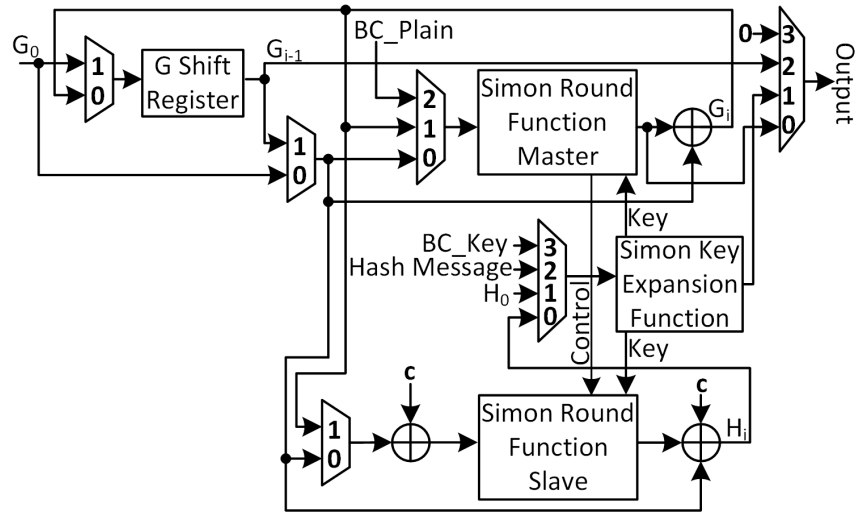 BC_Plain
G0
1
0
G Shift
Register
Gi-1
1
0
2
1
0
Simon Round
Function
Master
Gi
0
3
2
1
0
Output
Key
BC_Key
Hash Message
H0
3
2
1
0
Simon Key
Expansion
Function
Control
Key
c
1
0
Simon Round
Function
Slave
c
Hi